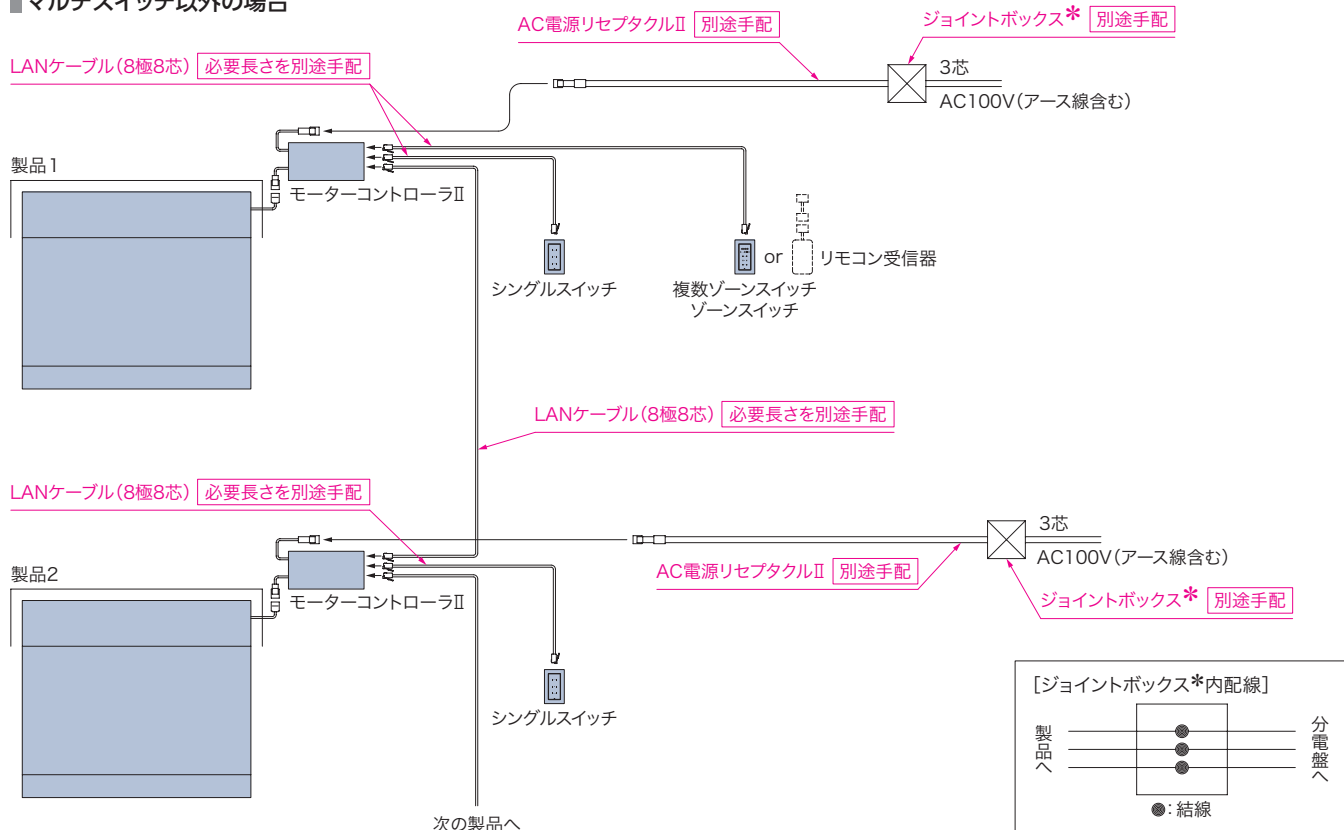 マルチスイッチ以外の場合
AC電源リセプタクルⅡ 別途手配
ジョイントボックス* 別途手配
LANケーブル(8極8芯) 必要長さを別途手配
3芯
AC100V(アース線含む)
製品1
モーターコントローラⅡ
シングルスイッチ
複数ゾーンスイッチ
ゾーンスイッチ
or
リモコン受信器
LANケーブル(8極8芯) 必要長さを別途手配
LANケーブル(8極8芯) 必要長さを別途手配
3芯
AC100V(アース線含む)
AC電源リセプタクルⅡ 別途手配
ジョイントボックス* 別途手配
製品2
モーターコントローラⅡ
シングルスイッチ
次の製品へ
[ジョイントボックス*内配線]
製品へ
分電盤へ
:結線